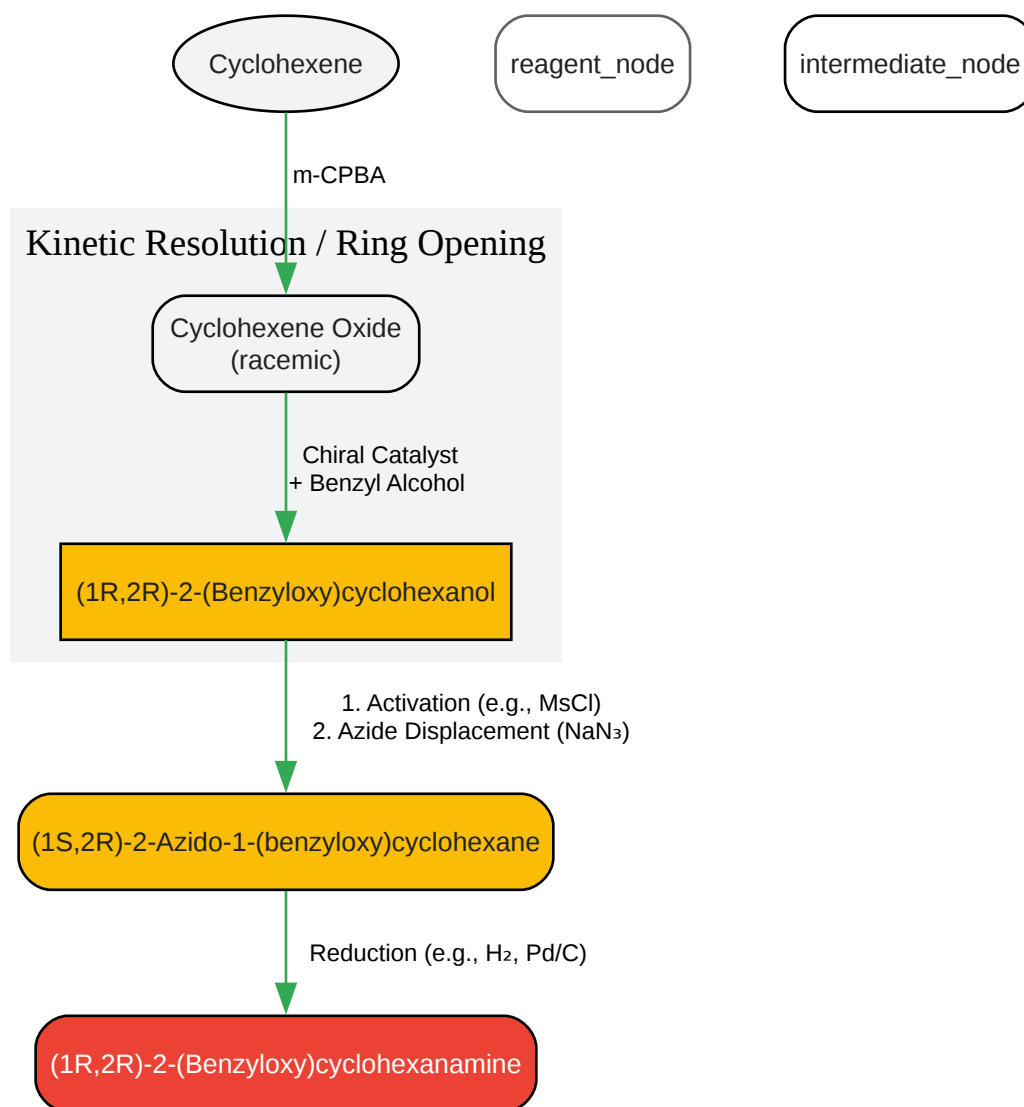 Cyclohexene
reagent_node
intermediate_node
m-CPBA
Kinetic Resolution / Ring Opening
Cyclohexene Oxide
(racemic)
Chiral Catalyst
+ Benzyl Alcohol
(1R,2R)-2-(Benzyloxy)cyclohexanol
1. Activation (e.g., MsCl)
2. Azide Displacement (NaN₃)
(1S,2R)-2-Azido-1-(benzyloxy)cyclohexane
Reduction (e.g., H₂, Pd/C)
(1R,2R)-2-(Benzyloxy)cyclohexanamine